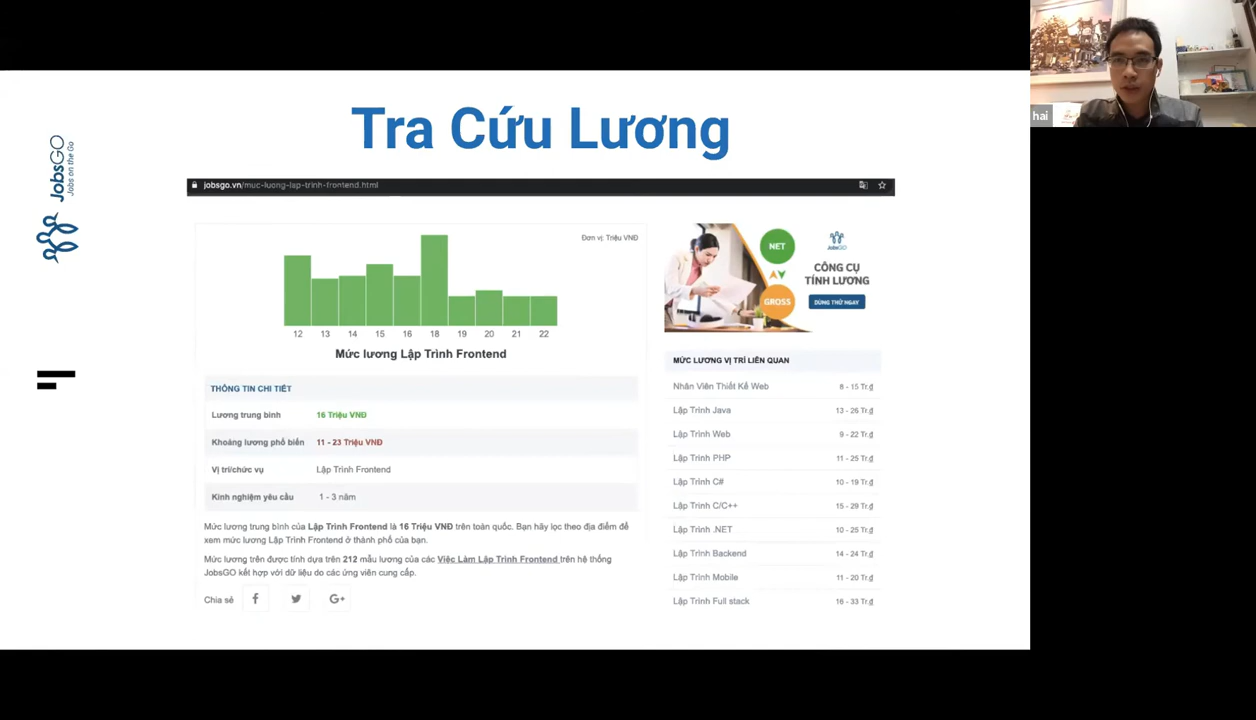 Tra Cứu Lương
JobsGO
Jobs on the Go
hai
jobsgo.vn/muc-luong-lap-trinh-frontend.html
Đơn vị: Triệu VNĐ
12 13 14 15 16 18 19 20 21 22
Mức lương Lập Trình Frontend
THÔNG TIN CHI TIẾT
Lương trung bình 16 Triệu VNĐ
Khoảng lương phổ biến 11 - 23 Triệu VNĐ
Vị trí/chức vụ Lập Trình Frontend
Kinh nghiệm yêu cầu 1 - 3 năm
Mức lương trung bình của Lập Trình Frontend là 16 Triệu VNĐ trên toàn quốc. Bạn hãy lọc theo địa điểm để
xem mức lương Lập Trình Frontend ở thành phố của bạn.
Mức lương trên được tính dựa trên 212 mẫu lương của các Việc Làm Lập Trình Frontend trên hệ thống
JobsGO kết hợp với dữ liệu do các ứng viên cung cấp.
Chia sẻ
G+
NET
AY
GROSS
JobsGO
CÔNG CỤ
TÍNH LƯƠNG
DÙNG THỬ NGAY
MỨC LƯƠNG VỊ TRÍ LIÊN QUAN
Nhân Viên Thiết Kế Web 8 - 15 Tr.₫
Lập Trình Java 13 - 26 Tr.₫
Lập Trình Web 9 - 22 Tr.₫
Lập Trình PHP 11 - 25 Tr.₫
Lập Trình C# 10 - 19 Tr.₫
Lập Trình C/C++ 15 - 29 Tr.₫
Lập Trình .NET 10 - 25 Tr.₫
Lập Trình Backend 14 - 24 Tr.₫
Lập Trình Mobile 11 - 20 Tr.₫
Lập Trình Full stack 16 - 33 Tr.₫